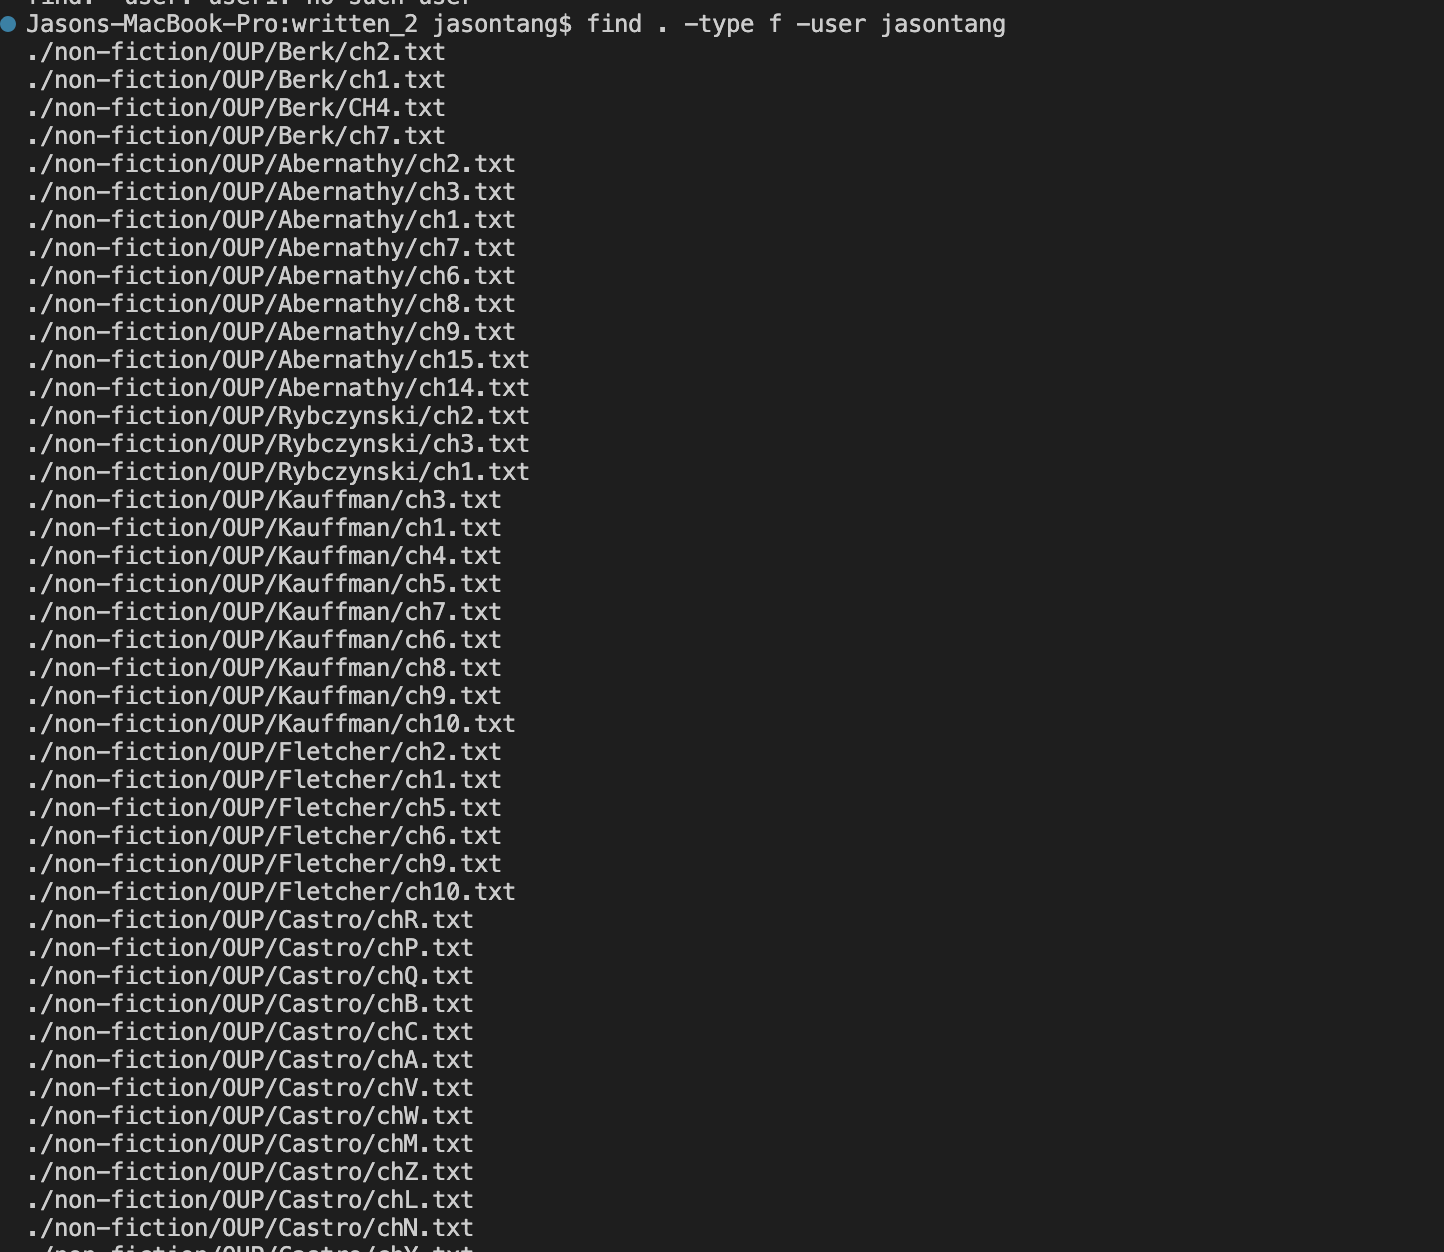 find: -user: user1: no such user
Jasons-MacBook-Pro:written_2 jasontang$ find . -type f -user jasontang
./non-fiction/OUP/Berk/ch2.txt
./non-fiction/OUP/Berk/ch1.txt
./non-fiction/OUP/Berk/CH4.txt
./non-fiction/OUP/Berk/ch7.txt
./non-fiction/OUP/Abernathy/ch2.txt
./non-fiction/OUP/Abernathy/ch3.txt
./non-fiction/OUP/Abernathy/ch1.txt
./non-fiction/OUP/Abernathy/ch7.txt
./non-fiction/OUP/Abernathy/ch6.txt
./non-fiction/OUP/Abernathy/ch8.txt
./non-fiction/OUP/Abernathy/ch9.txt
./non-fiction/OUP/Abernathy/ch15.txt
./non-fiction/OUP/Abernathy/ch14.txt
./non-fiction/OUP/Rybczynski/ch2.txt
./non-fiction/OUP/Rybczynski/ch3.txt
./non-fiction/OUP/Rybczynski/ch1.txt
./non-fiction/OUP/Kauffman/ch3.txt
./non-fiction/OUP/Kauffman/ch1.txt
./non-fiction/OUP/Kauffman/ch4.txt
./non-fiction/OUP/Kauffman/ch5.txt
./non-fiction/OUP/Kauffman/ch7.txt
./non-fiction/OUP/Kauffman/ch6.txt
./non-fiction/OUP/Kauffman/ch8.txt
./non-fiction/OUP/Kauffman/ch9.txt
./non-fiction/OUP/Kauffman/ch10.txt
./non-fiction/OUP/Fletcher/ch2.txt
./non-fiction/OUP/Fletcher/ch1.txt
./non-fiction/OUP/Fletcher/ch5.txt
./non-fiction/OUP/Fletcher/ch6.txt
./non-fiction/OUP/Fletcher/ch9.txt
./non-fiction/OUP/Fletcher/ch10.txt
./non-fiction/OUP/Castro/chR.txt
./non-fiction/OUP/Castro/chP.txt
./non-fiction/OUP/Castro/chQ.txt
./non-fiction/OUP/Castro/chB.txt
./non-fiction/OUP/Castro/chC.txt
./non-fiction/OUP/Castro/chA.txt
./non-fiction/OUP/Castro/chV.txt
./non-fiction/OUP/Castro/chW.txt
./non-fiction/OUP/Castro/chM.txt
./non-fiction/OUP/Castro/chZ.txt
./non-fiction/OUP/Castro/chL.txt
./non-fiction/OUP/Castro/chN.txt